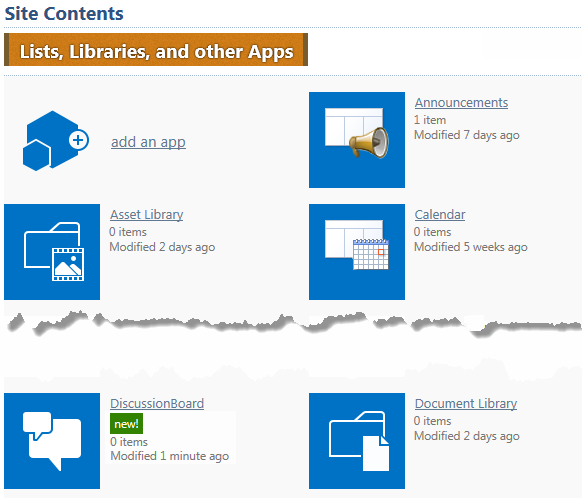 Site Contents
Lists, Libraries, and other Apps
add an app
Announcements
1 item
Modified 7 days ago
Asset Library
0 items
Modified 2 days ago
Calendar
0 items
Modified 5 weeks ago
DiscussionBoard
new!
0 items
Modified 1 minute ago
Document Library
0 items
Modified 2 days ago